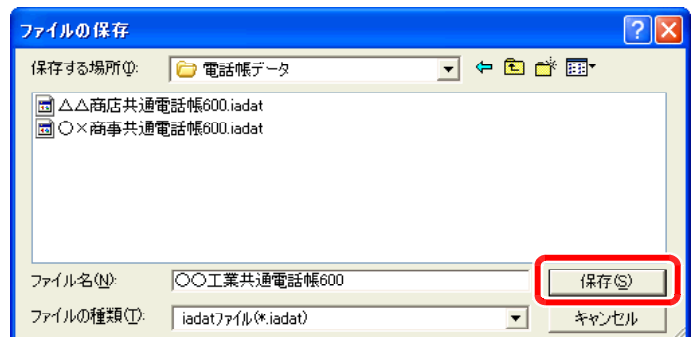 ファイルの保存
保存する場所(I): 電話帳データ
△△商店共通電話帳600.iadat
○×商事共通電話帳600.iadat
ファイル名(N): ○○工業共通電話帳600 保存(S)
ファイルの種類(T): iadatファイル(*.iadat) キャンセル